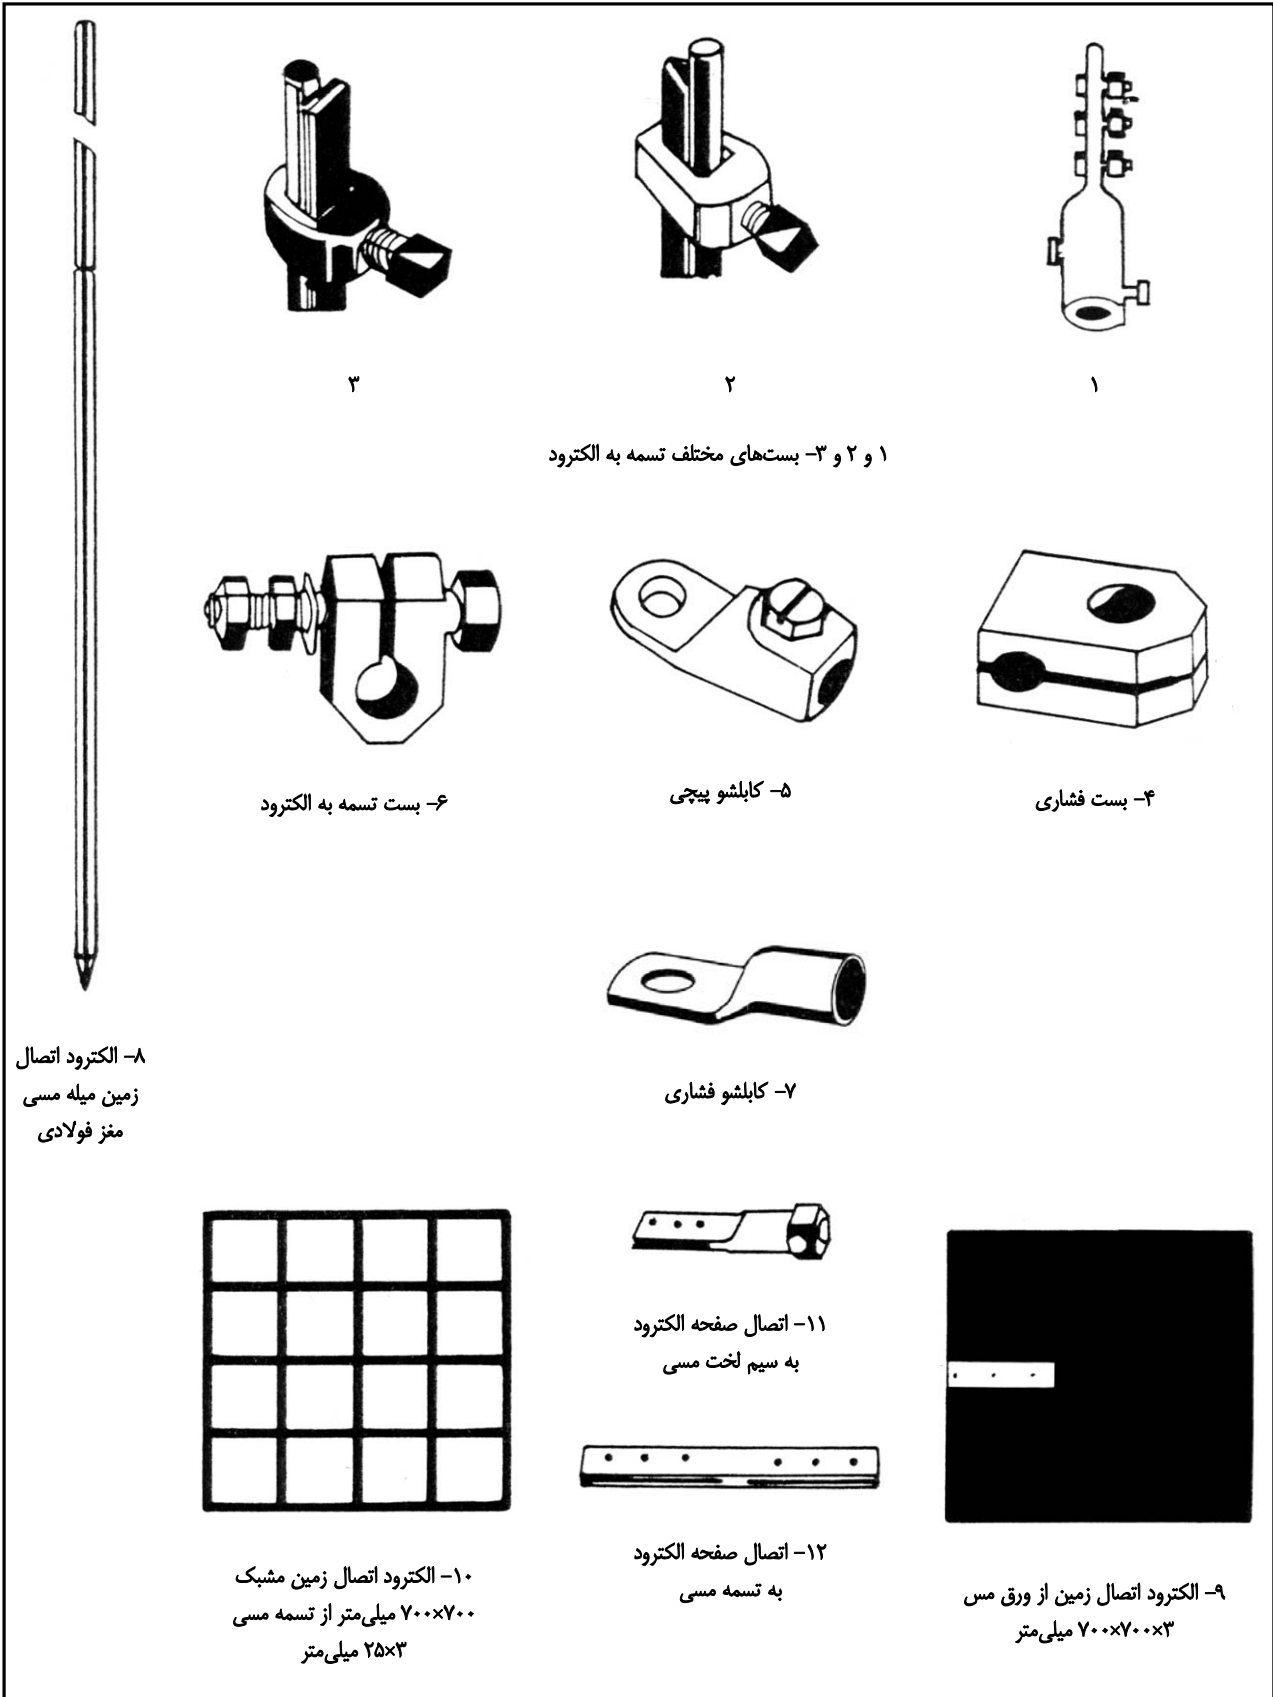 ۱
۲
۳
۱ و ۲ و ۳- بست‌های مختلف تسمه به الکترود
۴- بست فشاری
۵- کابلشو پیچی
۶- بست تسمه به الکترود
۷- کابلشو فشاری
۸- الکترود اتصال
زمین میله مسی
مغز فولادی
۹- الکترود اتصال زمین از ورق مس
۷۰۰×۷۰۰×۳ میلی‌متر
۱۰- الکترود اتصال زمین مشبک
۷۰۰×۷۰۰ میلی‌متر از تسمه مسی
۲۵×۳ میلی‌متر
۱۱- اتصال صفحه الکترود
به سیم لخت مسی
۱۲- اتصال صفحه الکترود
به تسمه مسی